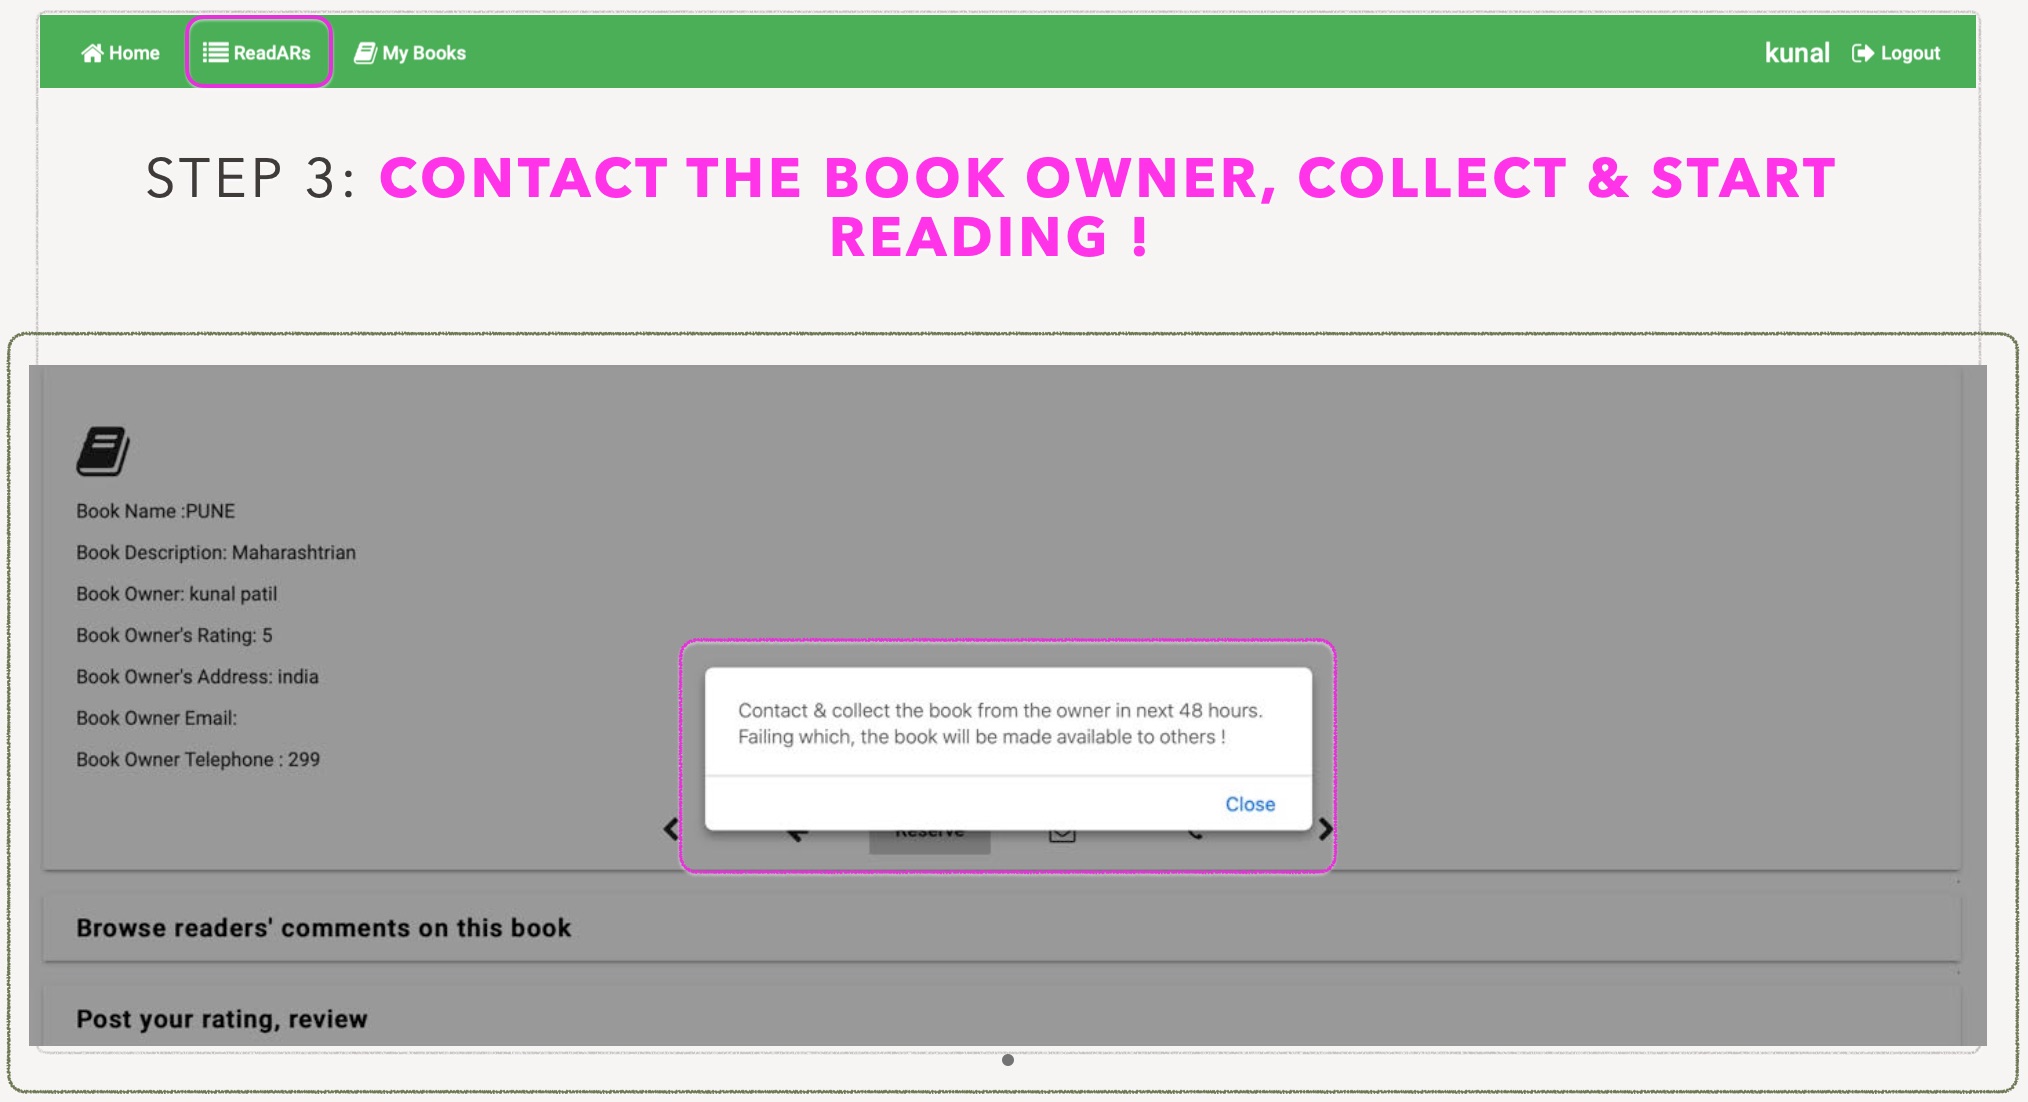 Home ReadARs My Books kunal Logout
STEP 3: CONTACT THE BOOK OWNER, COLLECT & START
READING !
Book Name :PUNE
Book Description: Maharashtrian
Book Owner: kunal patil
Book Owner's Rating: 5
Book Owner's Address: india
Book Owner Email:
Book Owner Telephone : 299
Contact & collect the book from the owner in next 48 hours.
Failing which, the book will be made available to others !
Close
Reserve
Browse readers' comments on this book
Post your rating, review